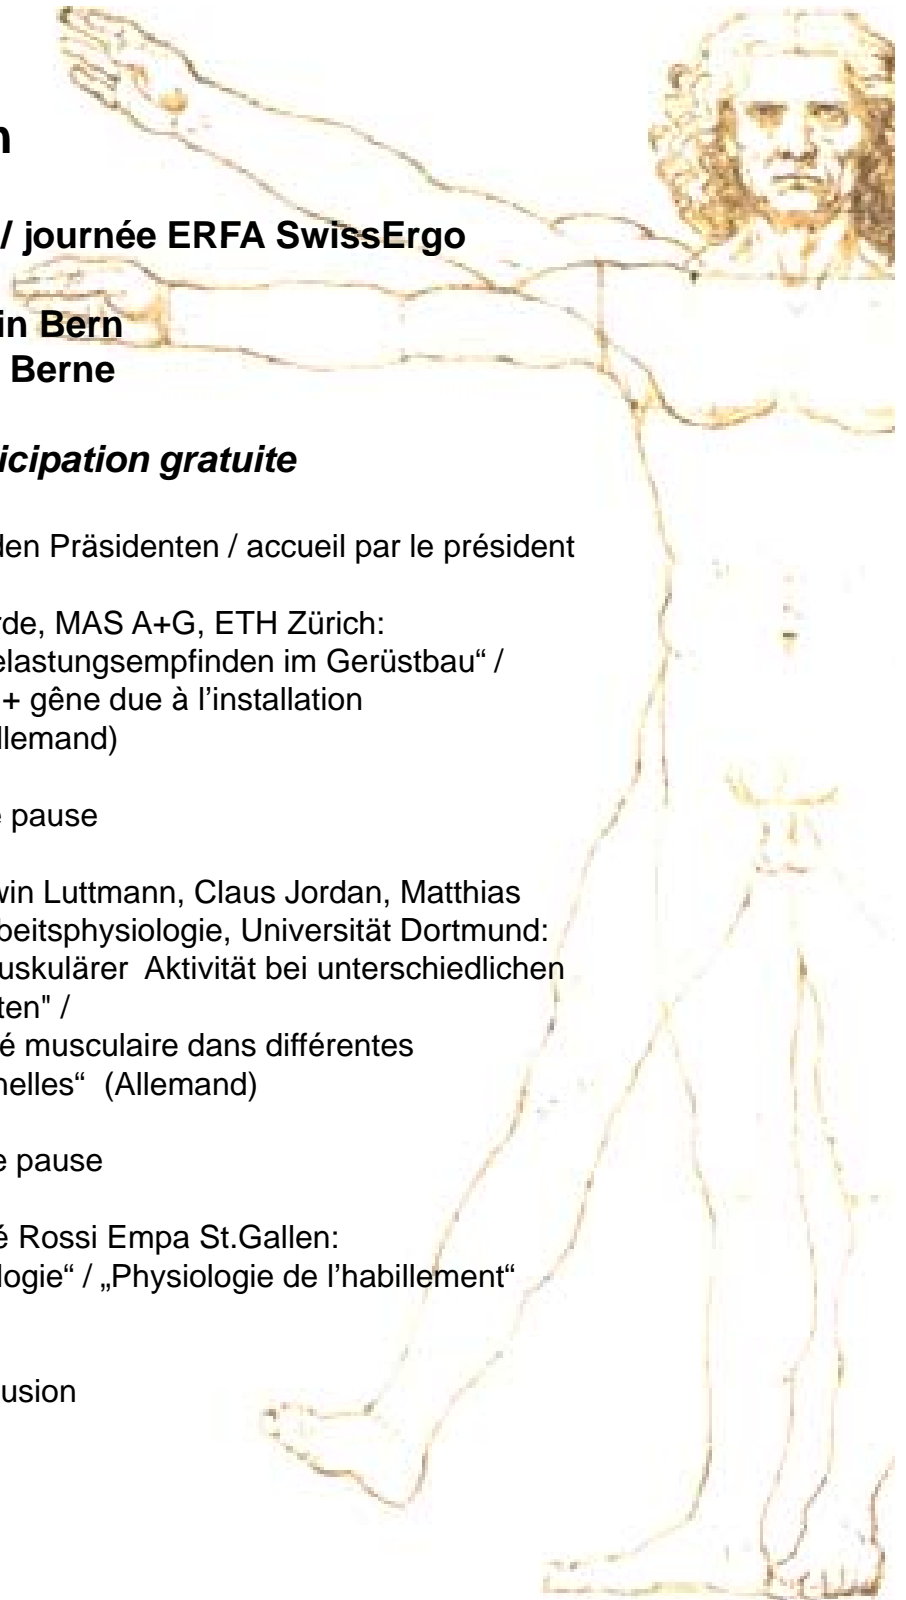 n
/ journée ERFA SwissErgo
in Bern
Berne
icipation gratuite
den Präsidenten / accueil par le président
rde, MAS A+G, ETH Zürich:
elastungsempfinden im Gerüstbau“ /
+ gêne due à l’installation
llemand)
e pause
win Luttmann, Claus Jordan, Matthias
beitsphysiologie, Universität Dortmund:
uskulärer Aktivität bei unterschiedlichen
ten" /
é musculaire dans différentes
nelles“ (Allemand)
e pause
é Rossi Empa St.Gallen:
logie“ / „Physiologie de l’habillement“
usion